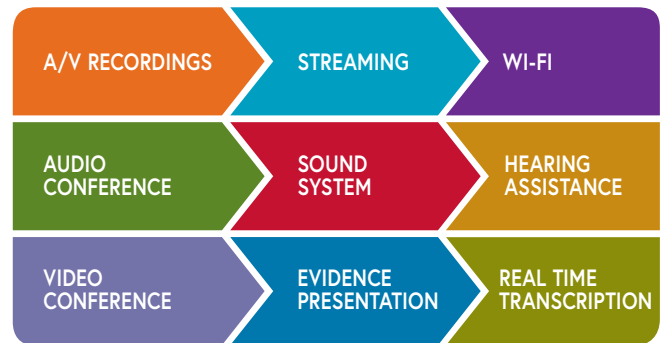 A/V RECORDINGS
STREAMING
WI-FI
AUDIO
CONFERENCE
SOUND
SYSTEM
HEARING
ASSISTANCE
VIDEO
CONFERENCE
EVIDENCE
PRESENTATION
REAL TIME
TRANSCRIPTION